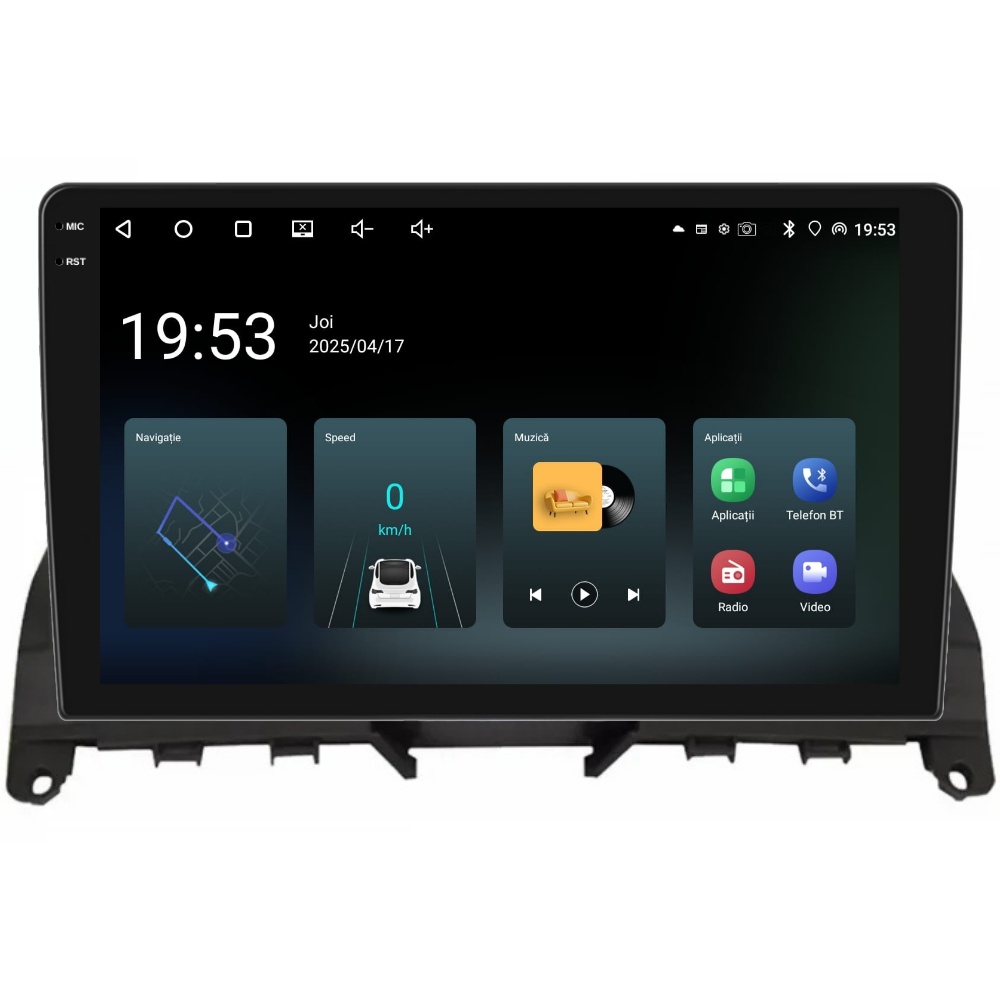 MIC
RST
19:53
19:53
Joi
2025/04/17
Navigație
Speed
0
km/h
Muzică
Aplicații
Aplicații
Telefon BT
Radio
Video